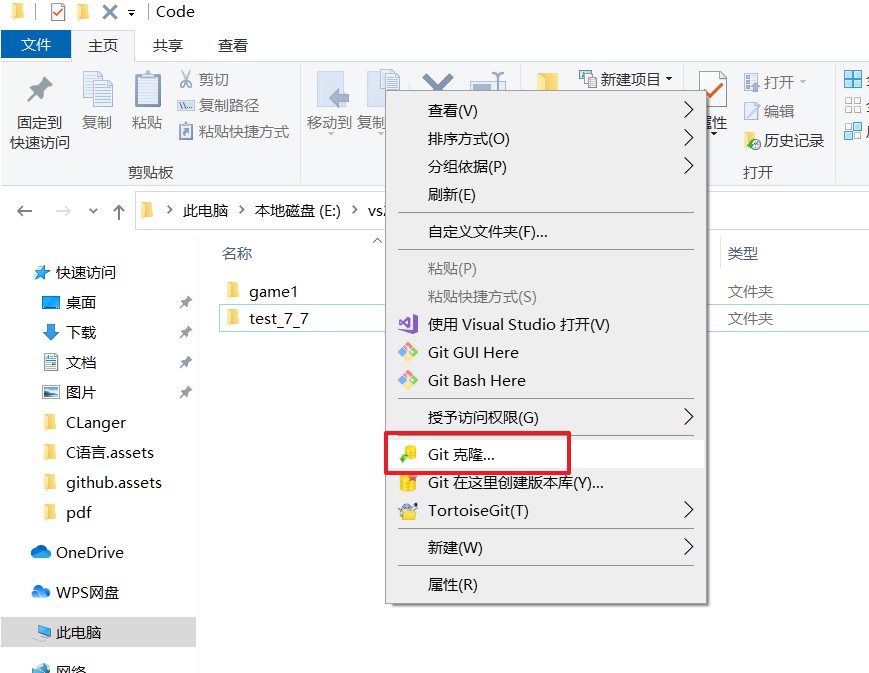 Code
文件 主页 共享 查看
固定到
快速访问
复制
粘贴
剪切
复制路径
粘贴快捷方式
剪贴板
移动到
新建项目
打开
编辑
历史记录
打开
此电脑 本地磁盘 (E:)
名称 类型
game1 文件夹
test_7_7 文件夹
快速访问
桌面
下载
文档
图片
CLanger
C语言.assets
github.assets
pdf
OneDrive
WPS网盘
此电脑
网络
查看(V)
排序方式(O)
分组依据(P)
刷新(E)
自定义文件夹(F)...
粘贴(P)
粘贴快捷方式(S)
使用 Visual Studio 打开(V)
Git GUI Here
Git Bash Here
授予访问权限(G)
Git 克隆...
Git 在这里创建版本库(Y)...
TortoiseGit(T)
新建(W)
属性(R)